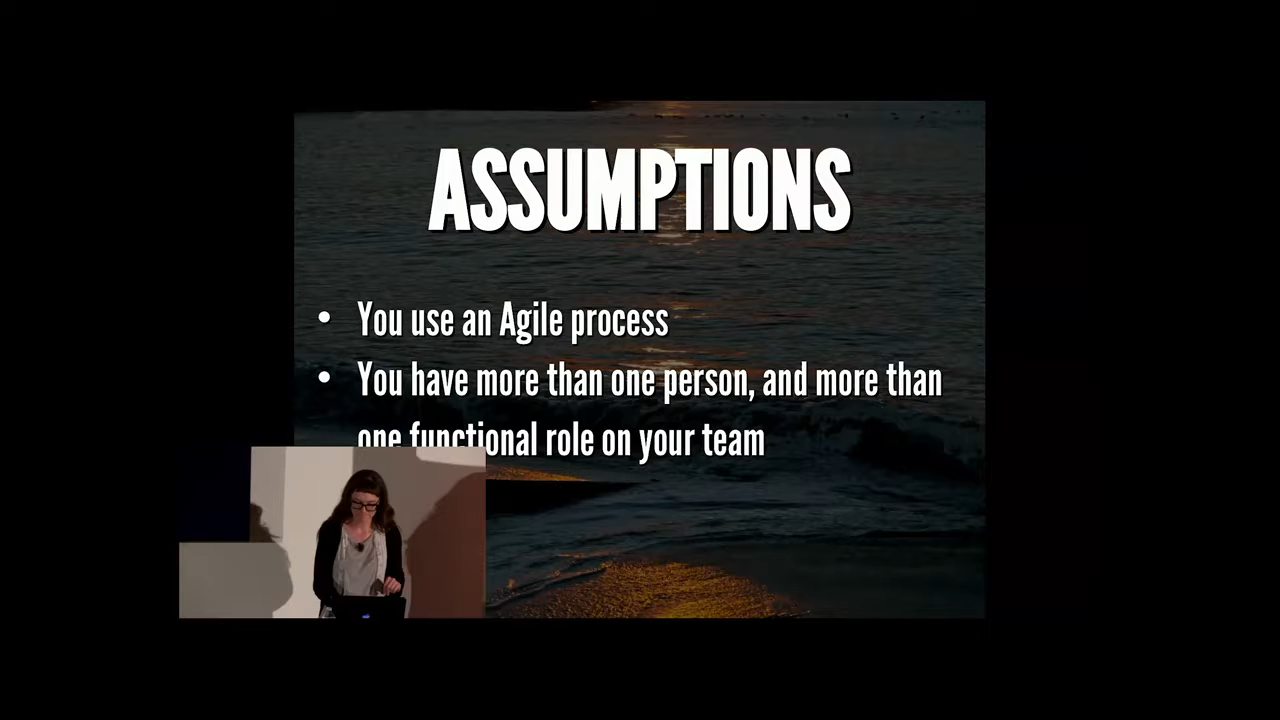 ASSUMPTIONS
• You use an Agile process
• You have more than one person, and more than
one functional role on your team